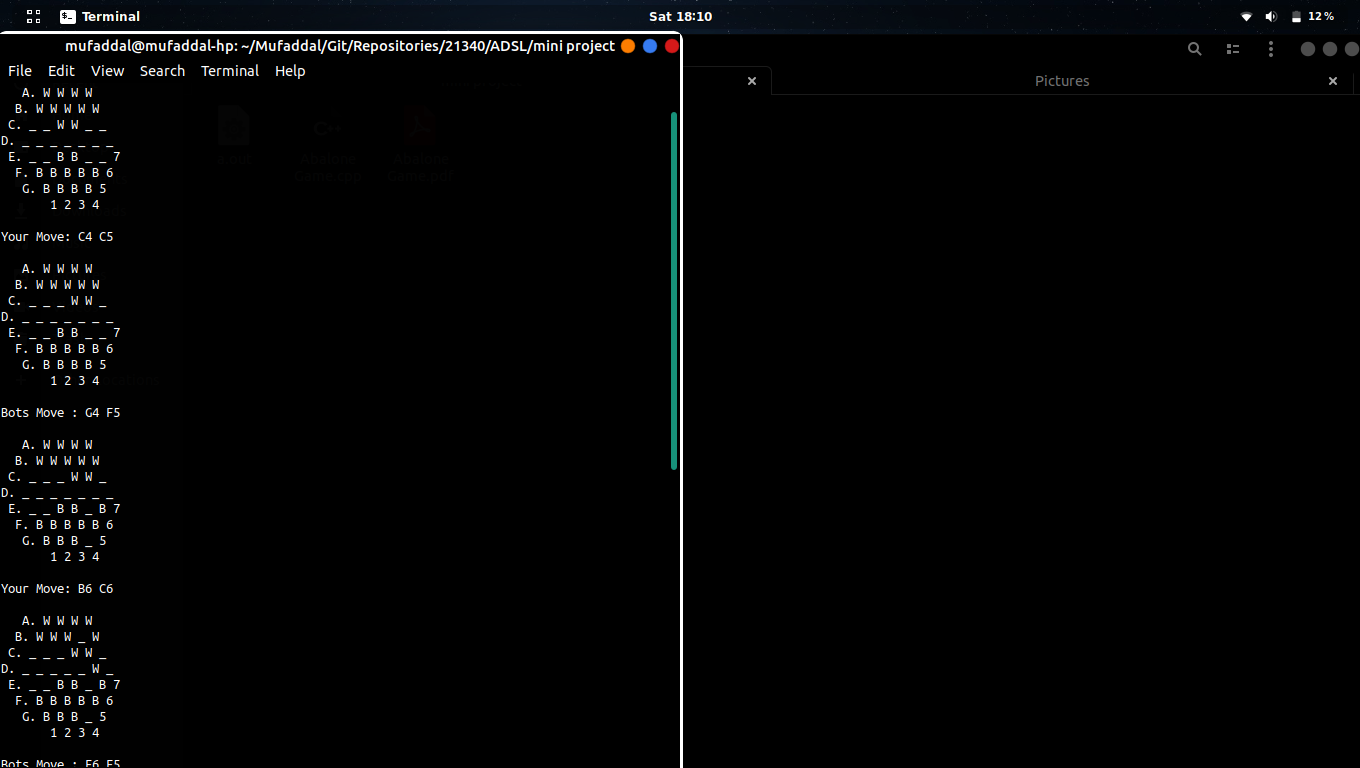 Terminal
Sat 18:10
12 %
mufaddal@mufaddal-hp: ~/Mufaddal/Git/Repositories/21340/ADSL/mini project
File Edit View Search Terminal Help
Pictures
A. W W W W
B. W W W W W
C. _ _ W W _ _
D. _ _ _ _ _ _ _
E. _ _ B B _ _ 7
F. B B B B B 6
G. B B B B 5
1 2 3 4
Your Move: C4 C5
A. W W W W
B. W W W W W
C. _ _ _ W W _
D. _ _ _ _ _ _ _
E. _ _ B B _ _ 7
F. B B B B B 6
G. B B B B 5
1 2 3 4
Bots Move : G4 F5
A. W W W W
B. W W W W W
C. _ _ _ W W _
D. _ _ _ _ _ _ _
E. _ _ B B _ B 7
F. B B B B B 6
G. B B B _ 5
1 2 3 4
Your Move: B6 C6
A. W W W W
B. W W W _ W
C. _ _ _ W W _
D. _ _ _ _ _ W _
E. _ _ B B _ B 7
F. B B B B B 6
G. B B B _ 5
1 2 3 4
Bots Move :